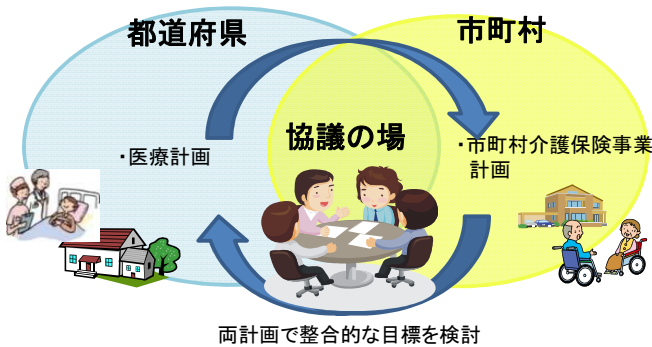 都道府県
市町村
協議の場
・医療計画
・市町村介護保険事業
計画
両計画で整合的な目標を検討